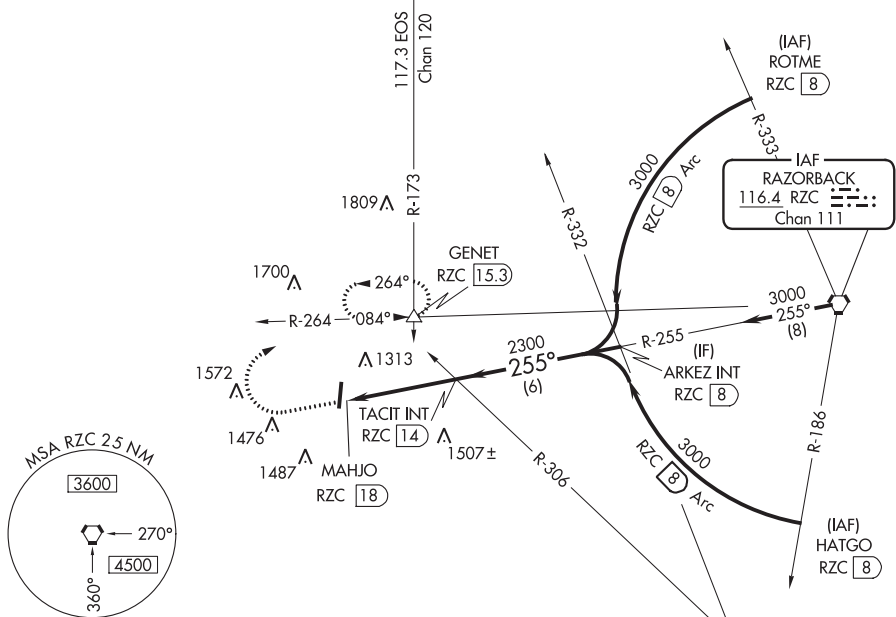 117.3 EOS
Chan 120
R-173
(IAF)
ROTME
RZC 8
R-333
3000
RZC 8 Arc
IAF
RAZORBACK
116.4 RZC
Chan 111
1809
R-332
GENET
RZC 15.3
1700
264°
R-264
084°
3000
255°
(8)
R-255
(IF)
ARKEZ INT
RZC 8
2300
255°
(6)
1313
1572
TACIT INT
RZC 14
1476
1507±
1487
MAHJO
RZC 18
R-306
3000
RZC 8 Arc
R-186
(IAF)
HATGO
RZC 8
MSA RZC 25 NM
3600
270°
4500
360°